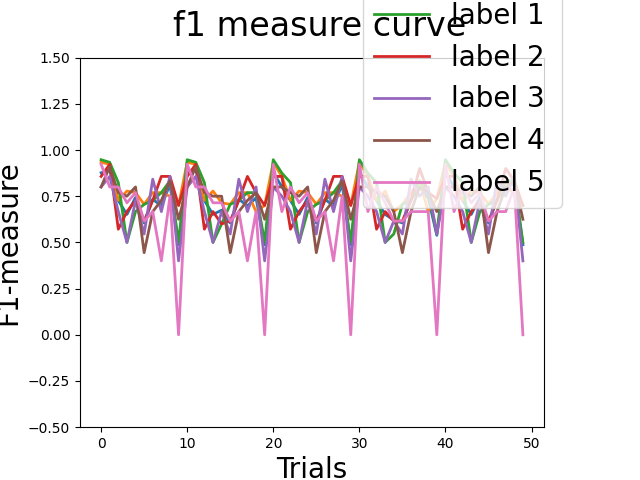 f1 measure curve
label 1
label 2
label 3
label 4
label 5
F1-measure
1.50
1.25
1.00
0.75
0.50
0.25
0.00
−0.25
−0.50
0 10 20 30 40 50
Trials